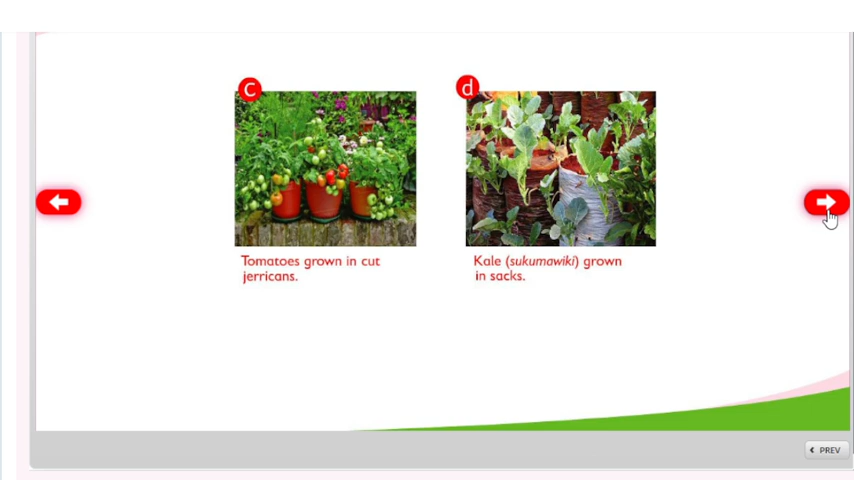 c
d
Tomatoes grown in cut
jerricans.
Kale (sukumawiki) grown
in sacks.
PREV